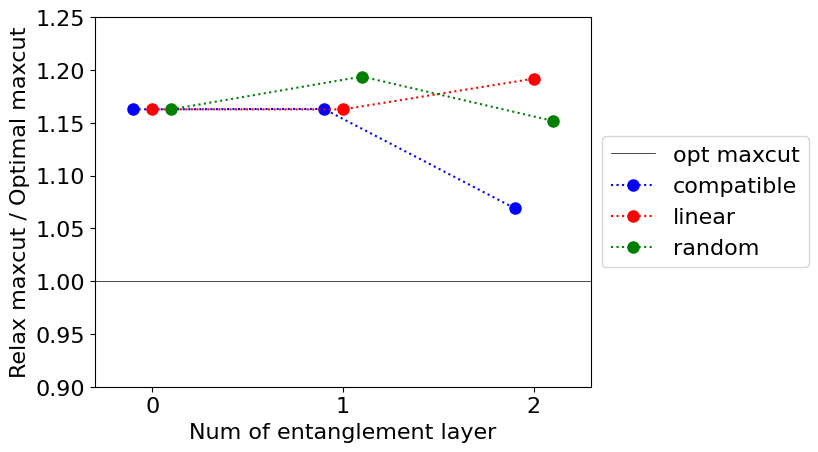 Relax maxcut / Optimal maxcut
1.25
1.20
1.15
1.10
1.05
1.00
0.95
0.90
0 1 2
Num of entanglement layer
opt maxcut
compatible
linear
random